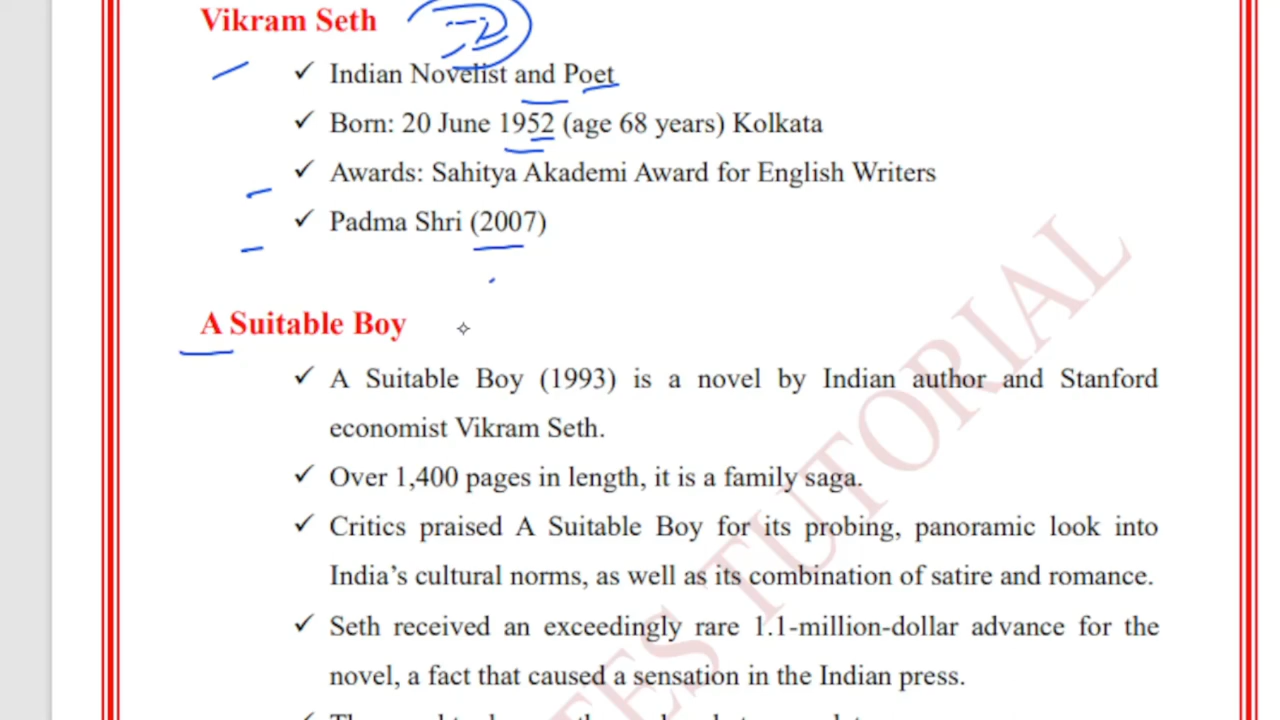 Vikram Seth
✓ Indian Novelist and Poet
✓ Born: 20 June 1952 (age 68 years) Kolkata
✓ Awards: Sahitya Akademi Award for English Writers
✓ Padma Shri (2007)
A Suitable Boy
✓ A Suitable Boy (1993) is a novel by Indian author and Stanford
economist Vikram Seth.
✓ Over 1,400 pages in length, it is a family saga.
✓ Critics praised A Suitable Boy for its probing, panoramic look into
India’s cultural norms, as well as its combination of satire and romance.
✓ Seth received an exceedingly rare 1.1-million-dollar advance for the
novel, a fact that caused a sensation in the Indian press.
TUTORIAL